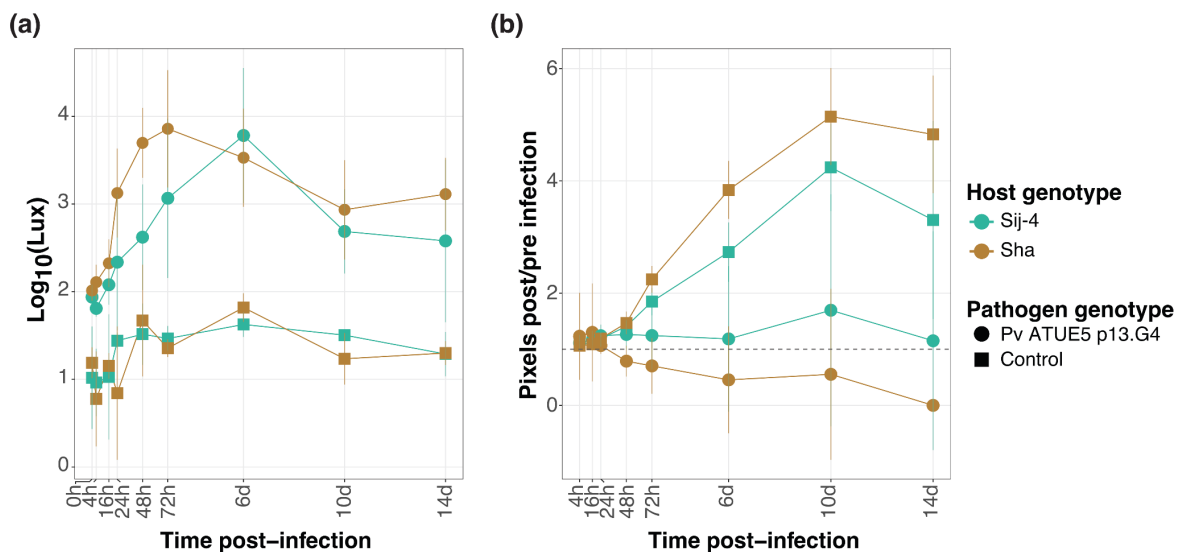 (a)
Log10(Lux)
4
3
2
1
0
0h
4h
16h
24h
48h
72h
6d
10d
14d
Time post–infection
(b)
Pixels post/pre infection
6
4
2
0
4h
16h
24h
48h
72h
6d
10d
14d
Time post–infection
Host genotype
Sij-4
Sha
Pathogen genotype
Pv ATUE5 p13.G4
Control